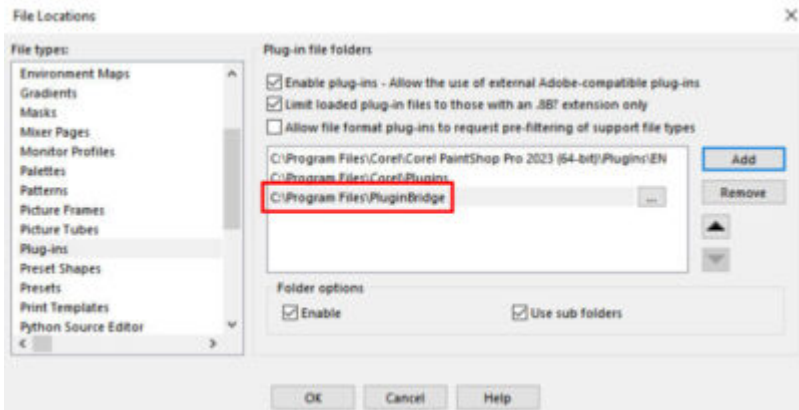 File Locations
File types:
Environment Maps
Gradients
Masks
Mixer Pages
Monitor Profiles
Palettes
Patterns
Picture Frames
Picture Tubes
Plug-ins
Preset Shapes
Presets
Print Templates
Python Source Editor
Plug-in file folders
Enable plug-ins - Allow the use of external Adobe-compatible plug-ins
Limit loaded plug-in files to those with an .8B? extension only
Allow file format plug-ins to request pre-filtering of support file types
C:\Program Files\Corel\Corel PaintShop Pro 2023 (64-bit)\Plugins\EN
C:\Program Files\Corel\Plugins
C:\Program Files\PluginBridge
...
Add
Remove
Folder options
Enable
Use sub folders
OK
Cancel
Help